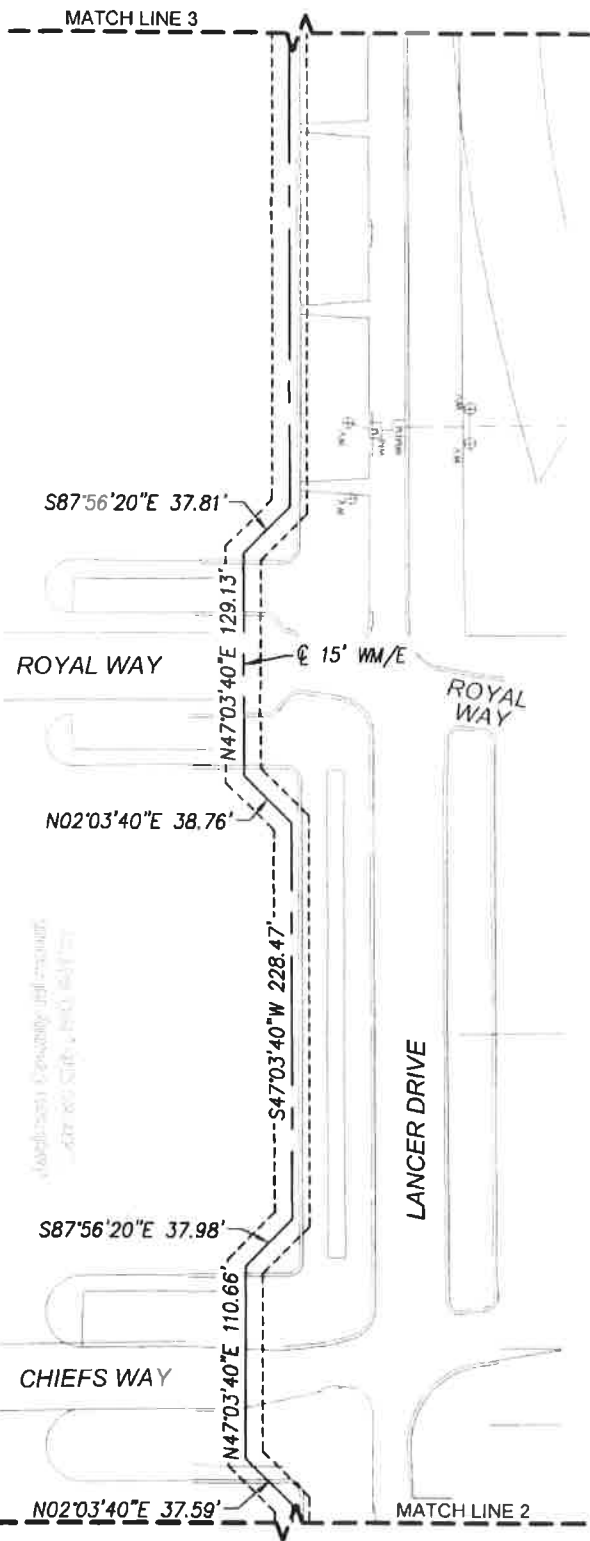 MATCH LINE 3
S87°56'20"E 37.81'
N47°03'40"E 129.13'
℄ 15' WM/E
ROYAL WAY
ROYAL
WAY
N02°03'40"E 38.76'
S47°03'40"W 228.47'
LANCER DRIVE
S87°56'20"E 37.98'
N47°03'40"E 110.66'
CHIEFS WAY
N02°03'40"E 37.59'
MATCH LINE 2